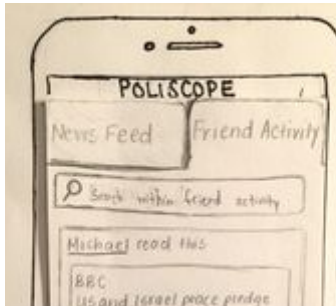 POLISCOPE
News Feed
Friend Activity
Search within friend activity
Michael read this
BBC
US and Israel peace pledge